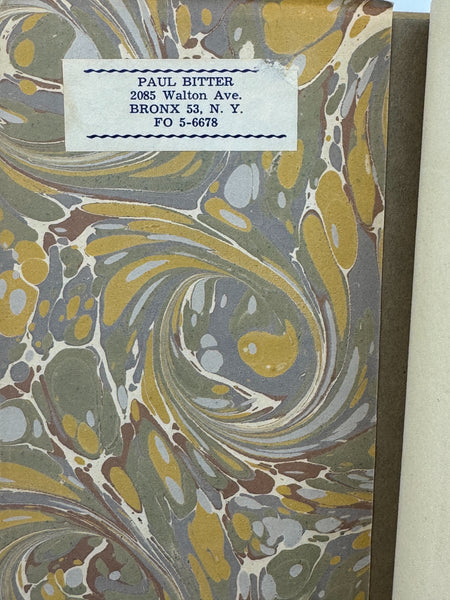 PAUL BITTER
2085 Walton Ave.
BRONX 53, N. Y.
FO 5-6678